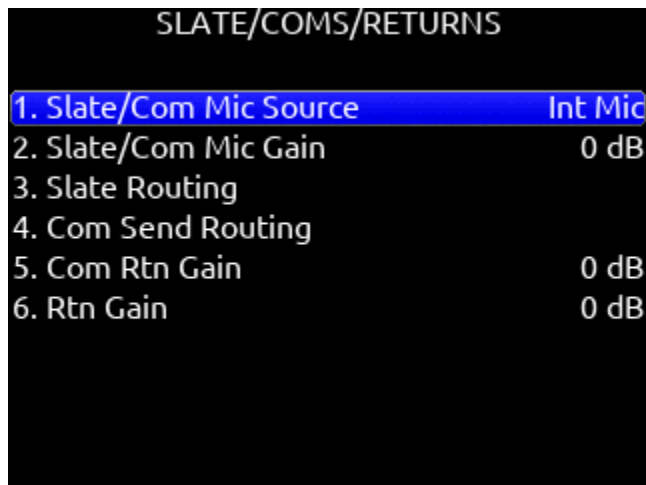 SLATE/COMS/RETURNS
1. Slate/Com Mic Source Int Mic
2. Slate/Com Mic Gain 0 dB
3. Slate Routing
4. Com Send Routing
5. Com Rtn Gain 0 dB
6. Rtn Gain 0 dB